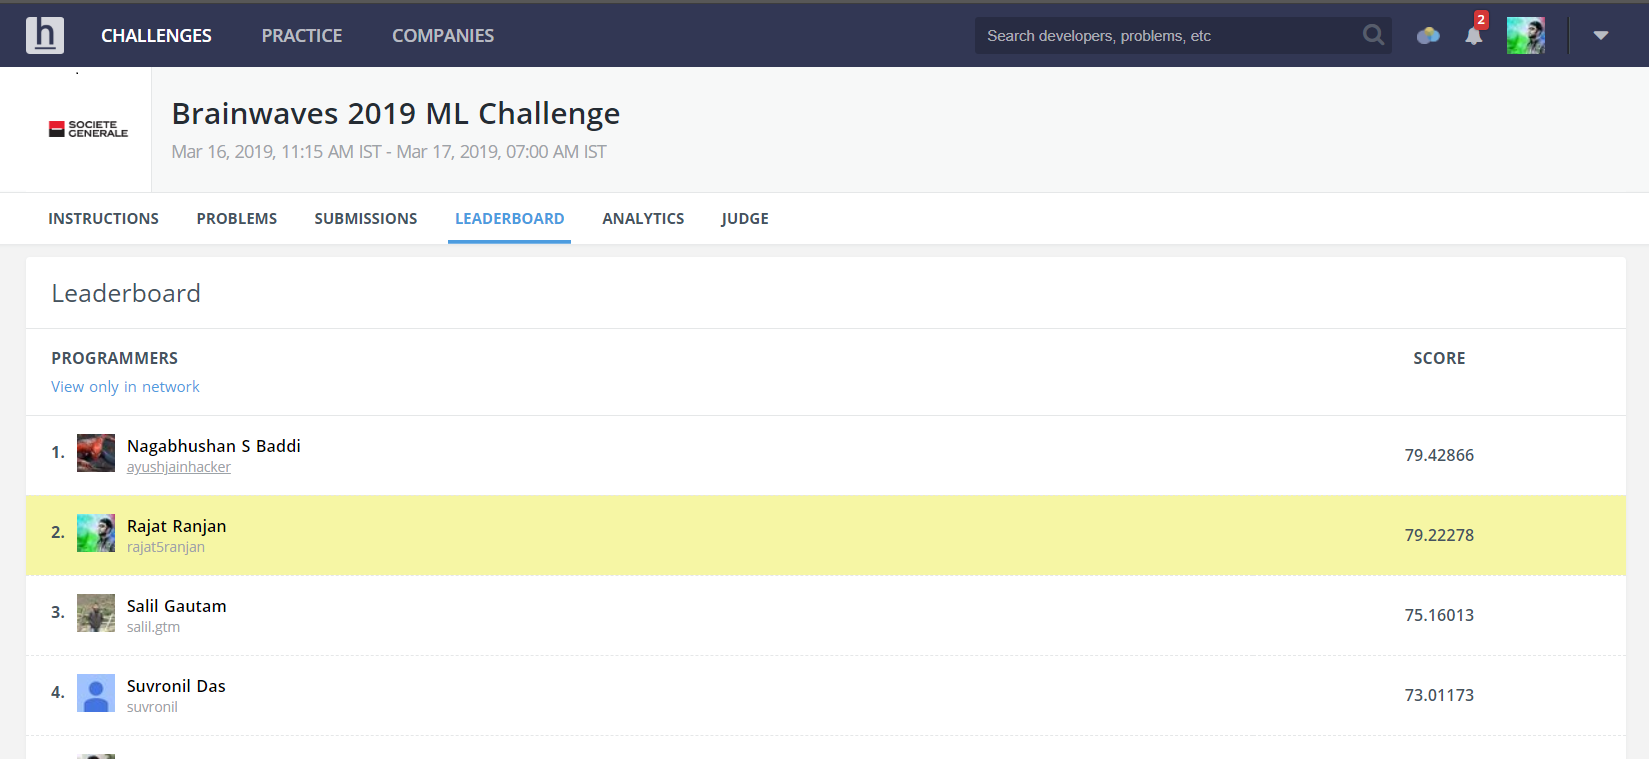 h CHALLENGES PRACTICE COMPANIES Search developers, problems, etc 2
SOCIETE
GENERALE
Brainwaves 2019 ML Challenge
Mar 16, 2019, 11:15 AM IST - Mar 17, 2019, 07:00 AM IST
INSTRUCTIONS PROBLEMS SUBMISSIONS LEADERBOARD ANALYTICS JUDGE
Leaderboard
PROGRAMMERS SCORE
View only in network
1. Nagabhushan S Baddi 79.42866
ayushjainhacker
2. Rajat Ranjan 79.22278
rajat5ranjan
3. Salil Gautam 75.16013
salil.gtm
4. Suvronil Das 73.01173
suvronil